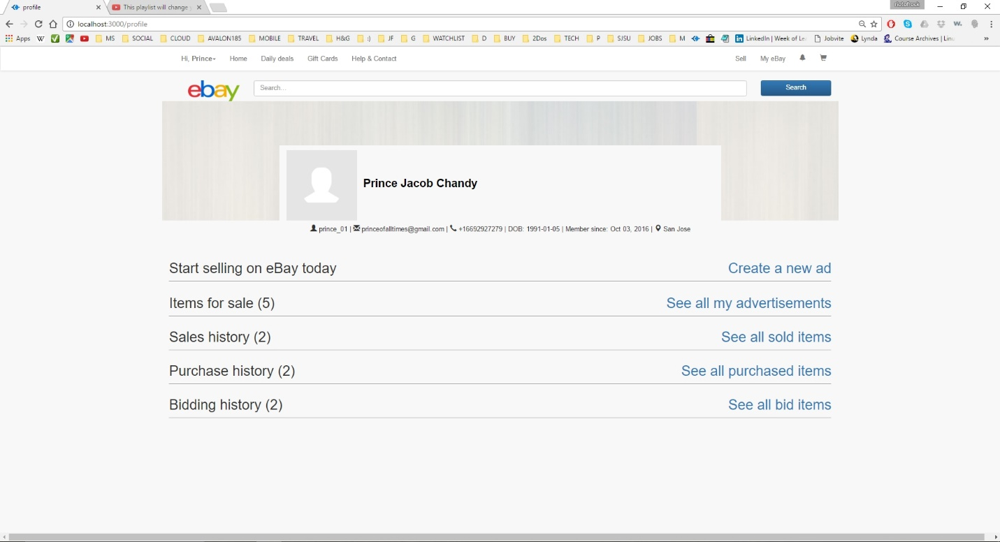 profile
This playlist will change
riotofrock
localhost:3000/profile
Apps W MS SOCIAL CLOUD AVALON185 MOBILE TRAVEL H&G :) JF G WATCHLIST D BUY 2Dos TECH P SJSU JOBS M LinkedIn | Week of Le Jobvite Lynda Course Archives | Linu »
Hi, Prince Home Daily deals Gift Cards Help & Contact Sell My eBay
ebay Search... Search
Prince Jacob Chandy
prince_01 | princeofalltimes@gmail.com | +16692927279 | DOB: 1991-01-05 | Member since: Oct 03, 2016 | San Jose
Start selling on eBay today Create a new ad
Items for sale (5) See all my advertisements
Sales history (2) See all sold items
Purchase history (2) See all purchased items
Bidding history (2) See all bid items